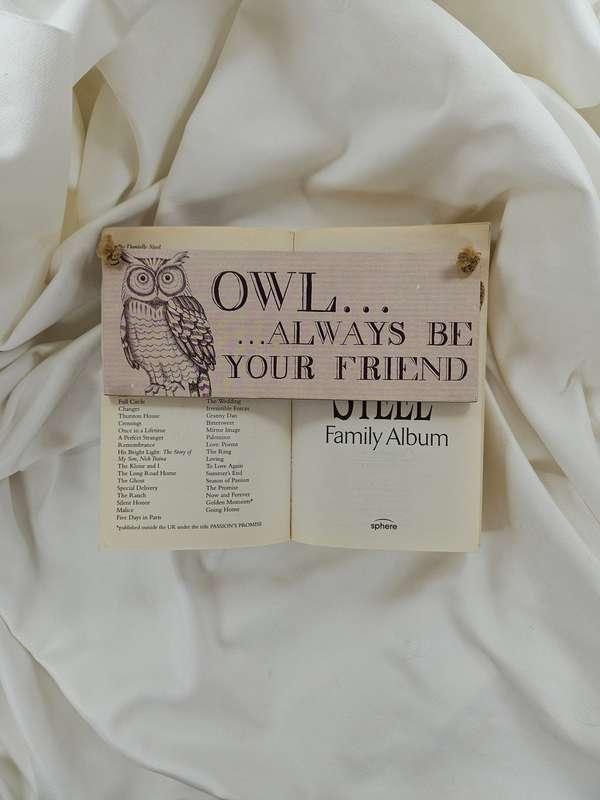 by Danielle Steel
OWL...
...ALWAYS BE
YOUR FRIEND
Full Circle
Changes
Thurston House
Crossings
Once in a Lifetime
A Perfect Stranger
Remembrance
His Bright Light: The Story of
My Son, Nick Traina
The Klone and I
The Long Road Home
The Ghost
Special Delivery
The Ranch
Silent Honor
Malice
Five Days in Paris
The Wedding
Irresistible Forces
Granny Dan
Bittersweet
Mirror Image
Palomino
Love: Poems
The Ring
Loving
To Love Again
Summer's End
Season of Passion
The Promise
Now and Forever
Golden Moments*
Going Home
*published outside the UK under the title PASSION'S PROMISE
STEEL
Family Album
sphere